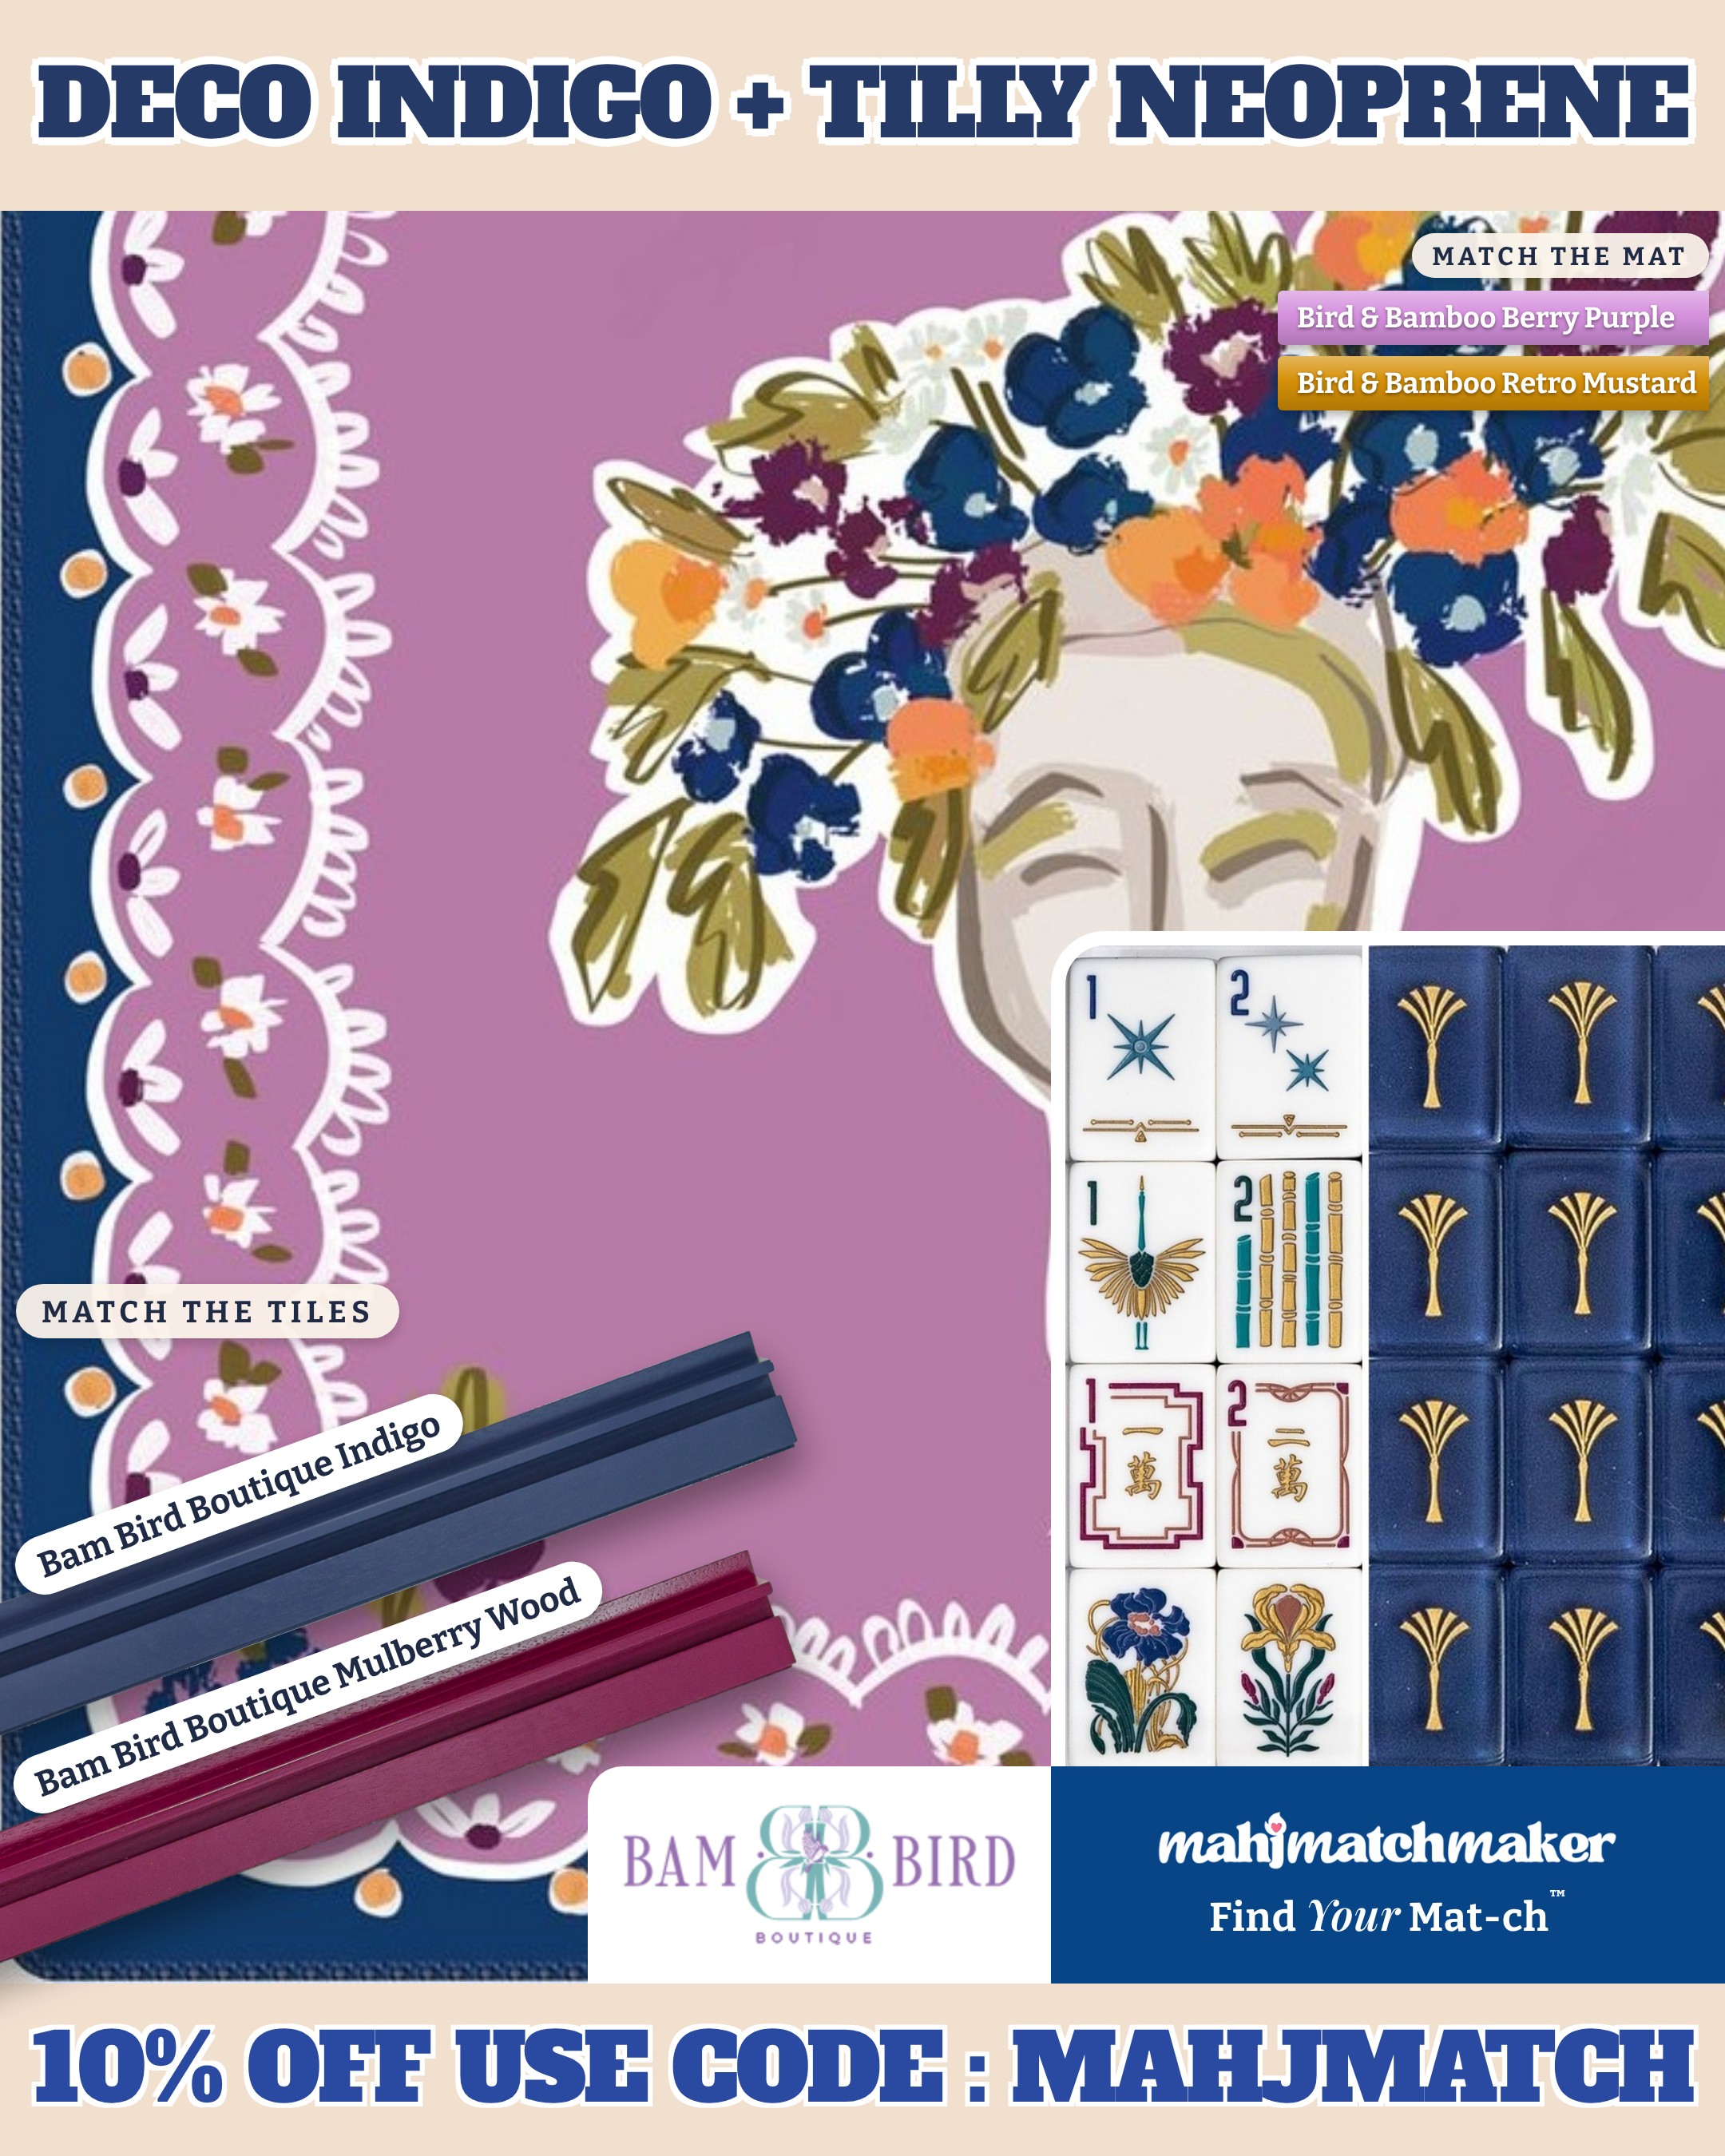 DECO INDIGO + TILLY NEOPRENE
MATCH THE MAT
Bird & Bamboo Berry Purple
Bird & Bamboo Retro Mustard
1 2
1 2
1 2
一萬 二萬
MATCH THE TILES
Bam Bird Boutique Indigo
Bam Bird Boutique Mulberry Wood
BAM BIRD
BOUTIQUE
mahjmatchmaker
Find Your Mat-ch™
10% OFF USE CODE : MAHJMATCH